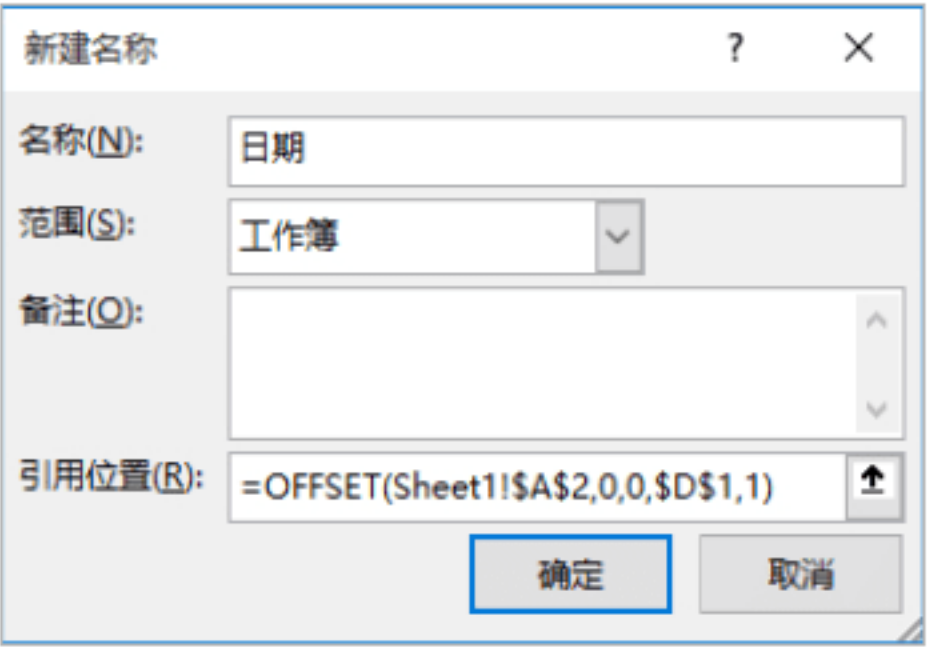 新建名称 ?
名称(N): 日期
范围(S): 工作簿
备注(O):
引用位置(R): =OFFSET(Sheet1!$A$2,0,0,$D$1,1)
确定 取消